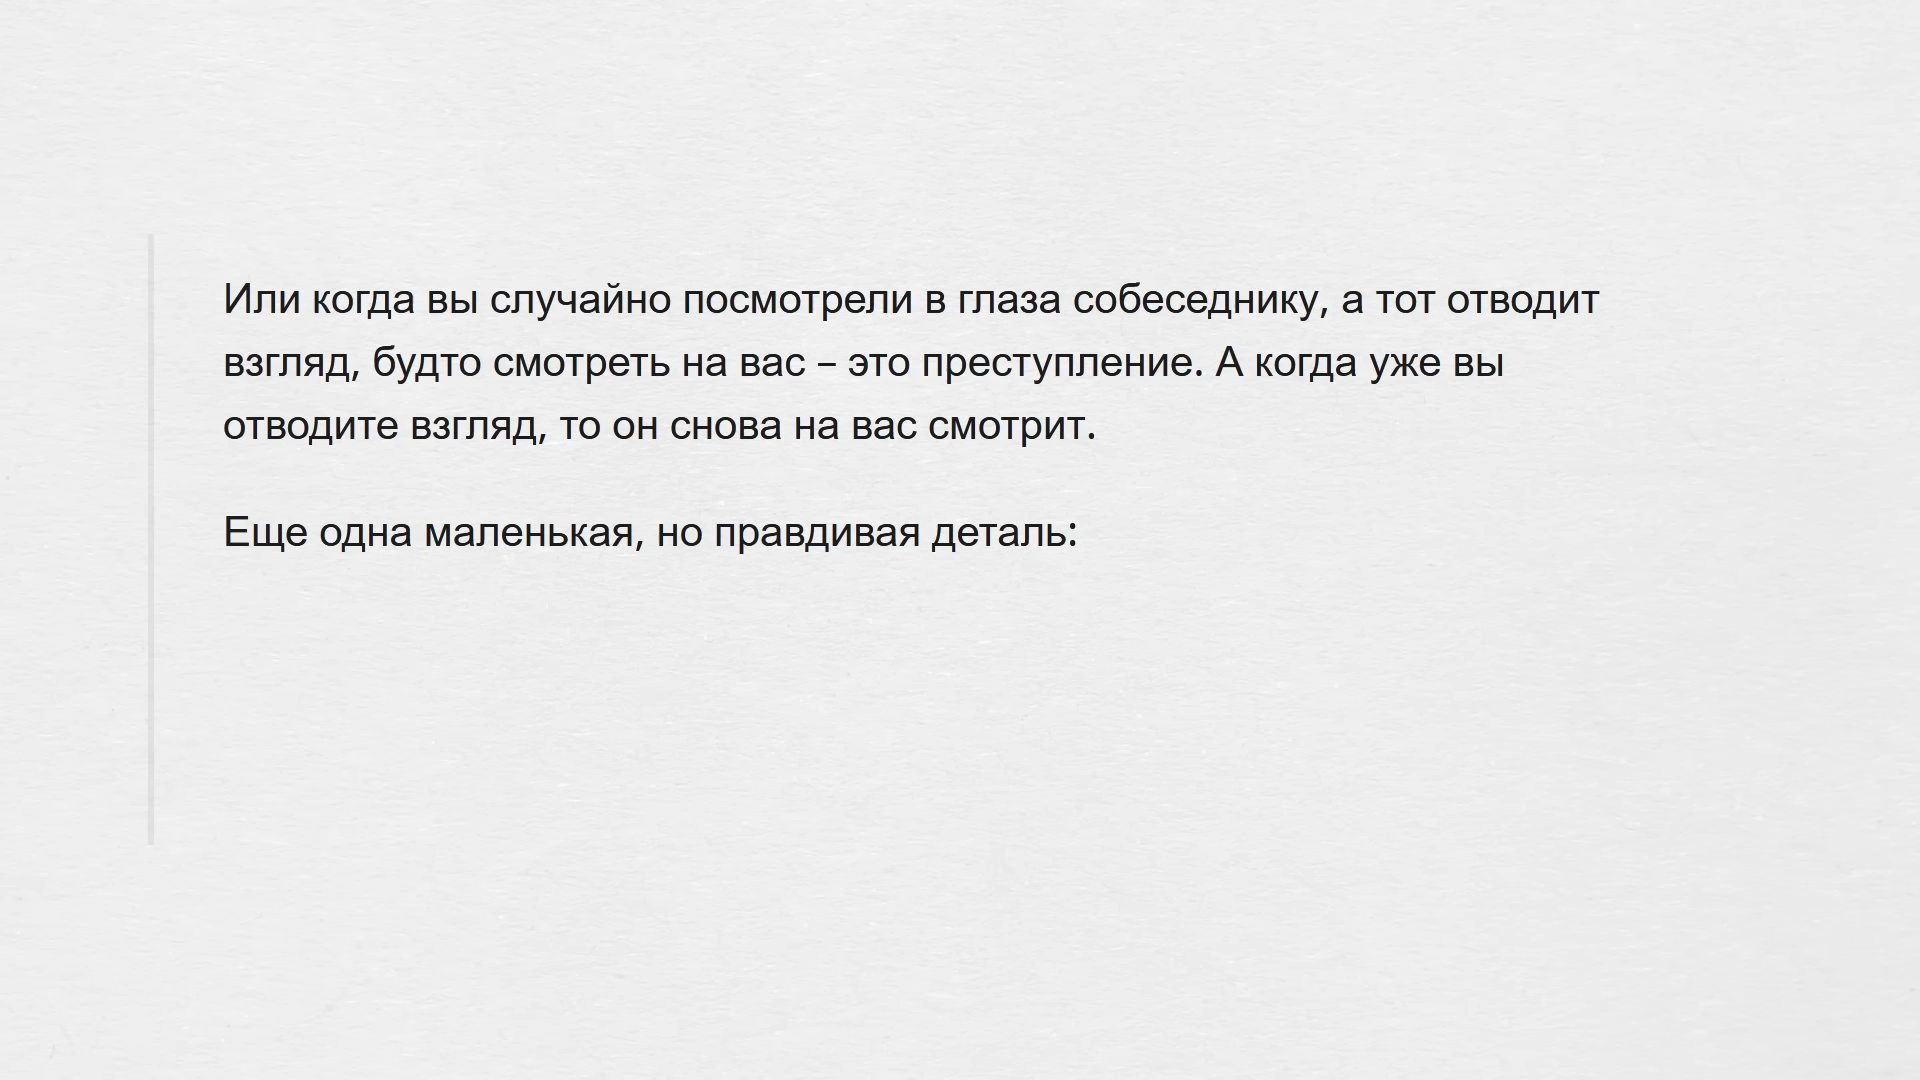 Или когда вы случайно посмотрели в глаза собеседнику, а тот отводит
взгляд, будто смотреть на вас – это преступление. А когда уже вы
отводите взгляд, то он снова на вас смотрит.
Еще одна маленькая, но правдивая деталь: